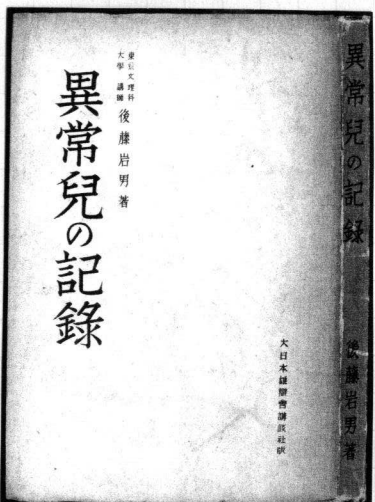 異常兒の記錄
後藤岩男著
東京文理科
大學 講師
後藤岩男著
異常兒の記錄
大日本雄辯會講談社版